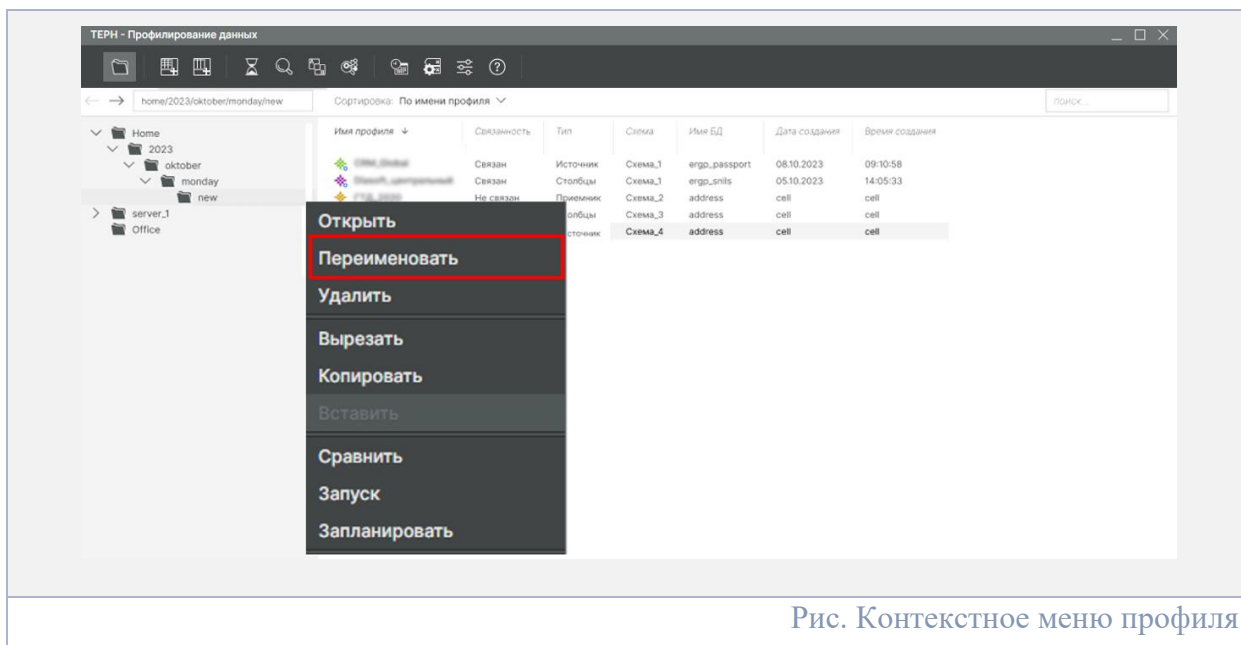 ТЕРН - Профилирование данных
home/2023/oktober/monday/new
Сортировка: По имени профиля
поиск...
Home
2023
oktober
monday
new
server_1
Office
Имя профиля Связанность Тип Схема Имя БД Дата создания Время создания
Связан Источник Схема_1 ergp_passport 08.10.2023 09:10:58
Связан Столбцы Схема_1 ergp_snils 05.10.2023 14:05:33
Не связан Приемник Схема_2 address cell cell
олбцы Схема_3 address cell cell
сточник Схема_4 address cell cell
Открыть
Переименовать
Удалить
Вырезать
Копировать
Вставить
Сравнить
Запуск
Запланировать
Рис. Контекстное меню профиля